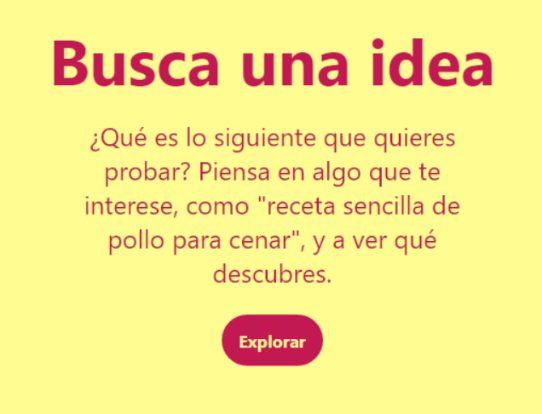 Busca una idea
¿Qué es lo siguiente que quieres
probar? Piensa en algo que te
interese, como "receta sencilla de
pollo para cenar", y a ver qué
descubres.
Explorar